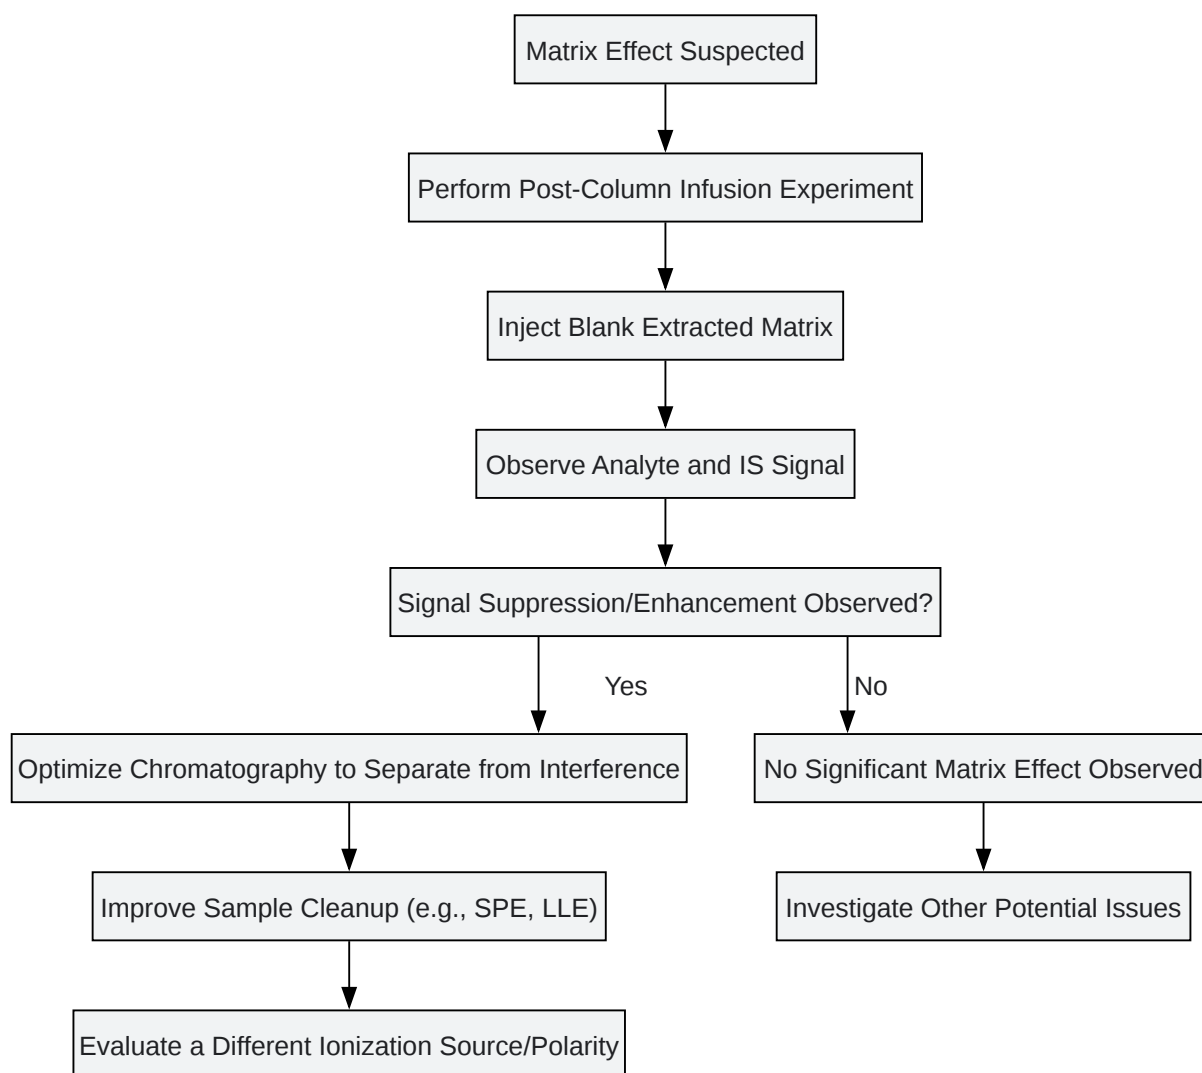 Matrix Effect Suspected
Perform Post-Column Infusion Experiment
Inject Blank Extracted Matrix
Observe Analyte and IS Signal
Signal Suppression/Enhancement Observed?
Yes
No
Optimize Chromatography to Separate from Interference
No Significant Matrix Effect Observed
Improve Sample Cleanup (e.g., SPE, LLE)
Investigate Other Potential Issues
Evaluate a Different Ionization Source/Polarity